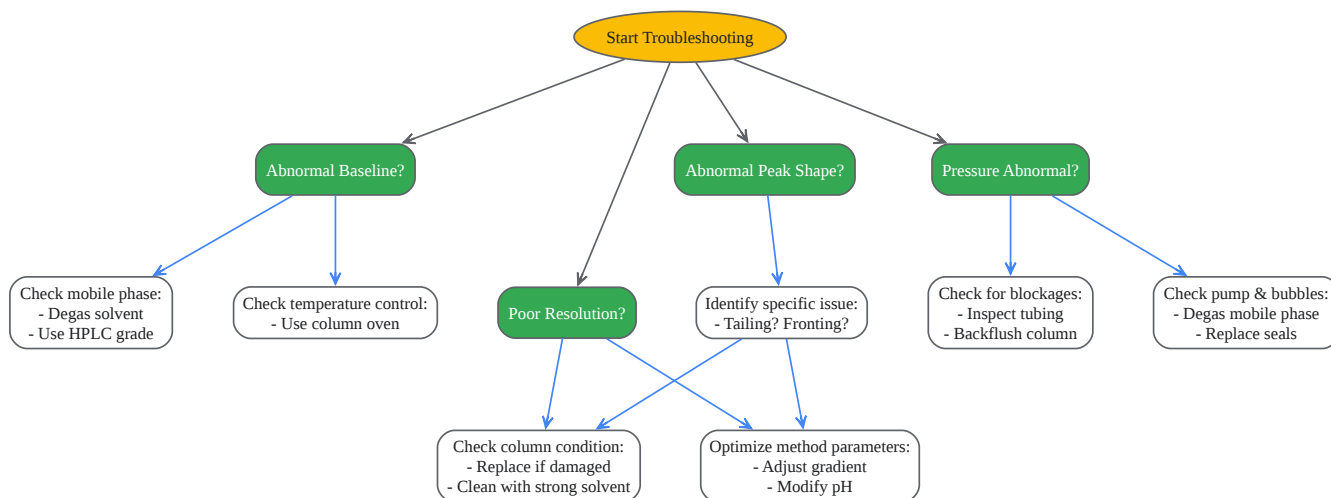 Start Troubleshooting
Abnormal Baseline?
Abnormal Peak Shape?
Pressure Abnormal?
Check mobile phase:
- Degas solvent
- Use HPLC grade
Check temperature control:
- Use column oven
Poor Resolution?
Identify specific issue:
- Tailing? Fronting?
Check for blockages:
- Inspect tubing
- Backflush column
Check pump & bubbles:
- Degas mobile phase
- Replace seals
Check column condition:
- Replace if damaged
- Clean with strong solvent
Optimize method parameters:
- Adjust gradient
- Modify pH